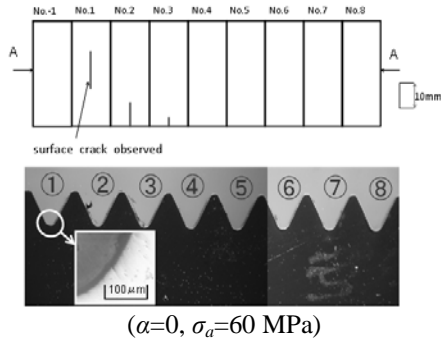 No.-1 No.1 No.2 No.3 No.4 No.5 No.6 No.7 No.8
A A
10mm
surface crack observed
① ② ③ ④ ⑤ ⑥ ⑦ ⑧
100μm
(α=0, σₐ=60 MPa)